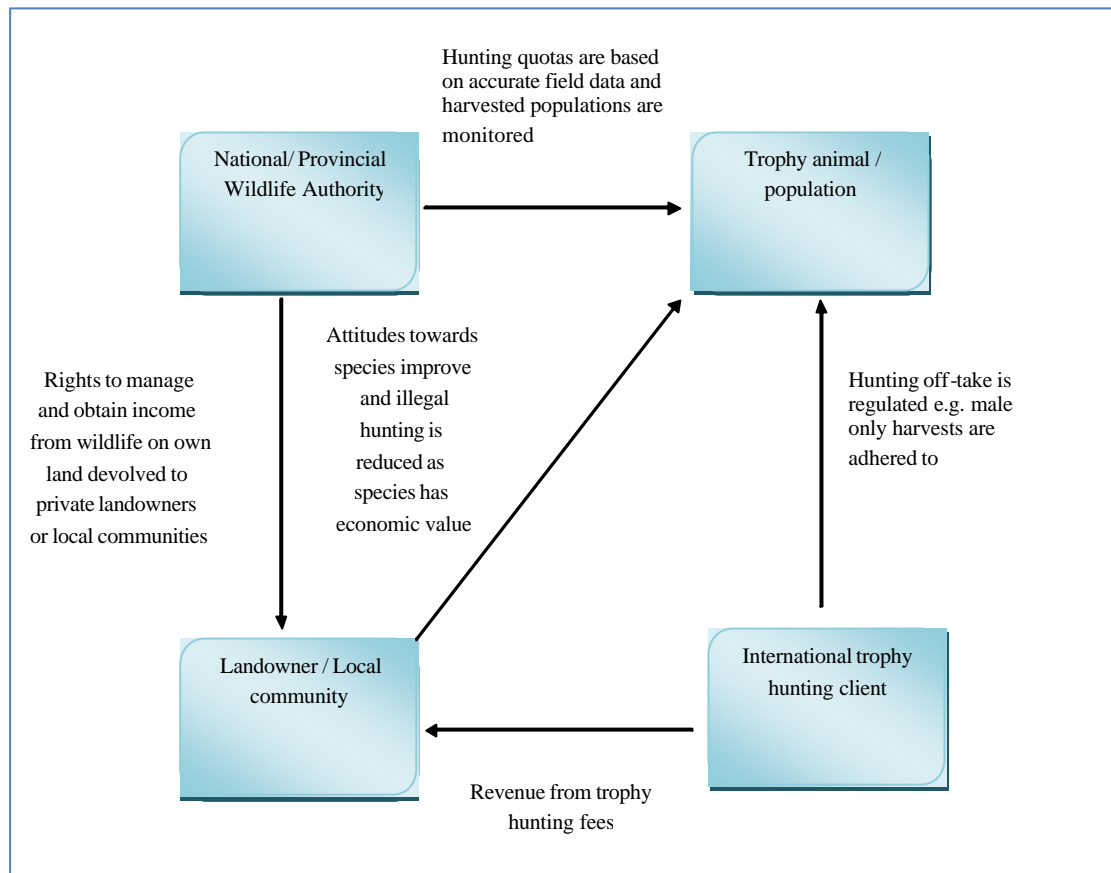 Hunting quotas are based
on accurate field data and
harvested populations are
monitored
National/ Provincial
Wildlife Authority
Trophy animal /
population
Rights to manage
and obtain income
from wildlife on own
land devolved to
private landowners
or local communities
Attitudes towards
species improve
and illegal
hunting is
reduced as
species has
economic value
Hunting off-take is
regulated e.g. male
only harvests are
adhered to
Landowner / Local
community
International trophy
hunting client
Revenue from trophy
hunting fees